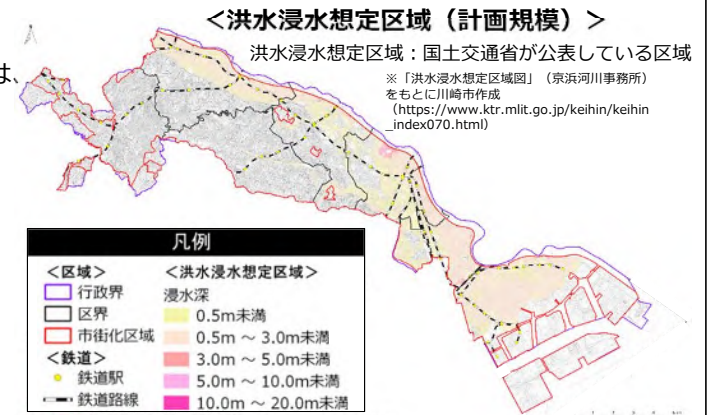 ＜洪水浸水想定区域（計画規模）＞
洪水浸水想定区域：国土交通省が公表している区域
は、
※「洪水浸水想定区域図」（京浜河川事務所）
をもとに川崎市作成
（https://www.ktr.mlit.go.jp/keihin/keihin
_index070.html）
凡例
＜区域＞
行政界
区界
市街化区域
＜鉄道＞
鉄道駅
鉄道路線
＜洪水浸水想定区域＞
浸水深
0.5m未満
0.5m ～ 3.0m未満
3.0m ～ 5.0m未満
5.0m ～ 10.0m未満
10.0m ～ 20.0m未満